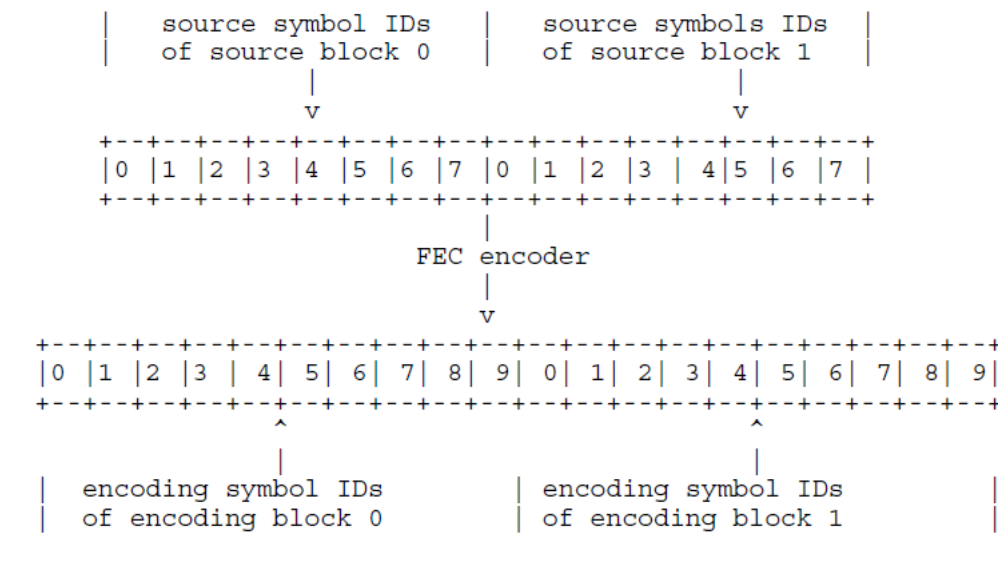 |   source symbol IDs   |   source symbols IDs  |
|   of source block 0   |   of source block 1   |
            |                          |
            v                          v
+--+--+--+--+--+--+--+--+--+--+--+--+--+--+--+--+
|0 |1 |2 |3 |4 |5 |6 |7 |0 |1 |2 |3 | 4|5 |6 |7 |
+--+--+--+--+--+--+--+--+--+--+--+--+--+--+--+--+
                        |
                    FEC encoder
                        |
                        v
+--+--+--+--+--+--+--+--+--+--+--+--+--+--+--+--+--+--+--+--+
|0 |1 |2 |3 | 4| 5| 6| 7| 8| 9| 0| 1| 2| 3| 4| 5| 6| 7| 8| 9|
+--+--+--+--+--+--+--+--+--+--+--+--+--+--+--+--+--+--+--+--+
               ^                             ^
               |                             |
|  encoding symbol IDs        | encoding symbol IDs         |
|  of encoding block 0        | of encoding block 1         |